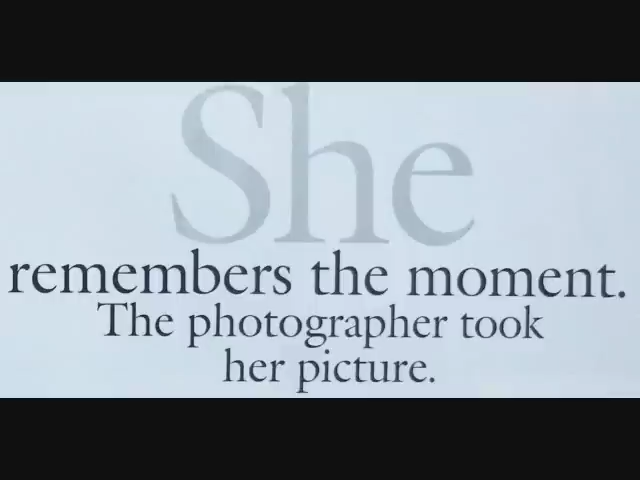 She
remembers the moment.
The photographer took
her picture.